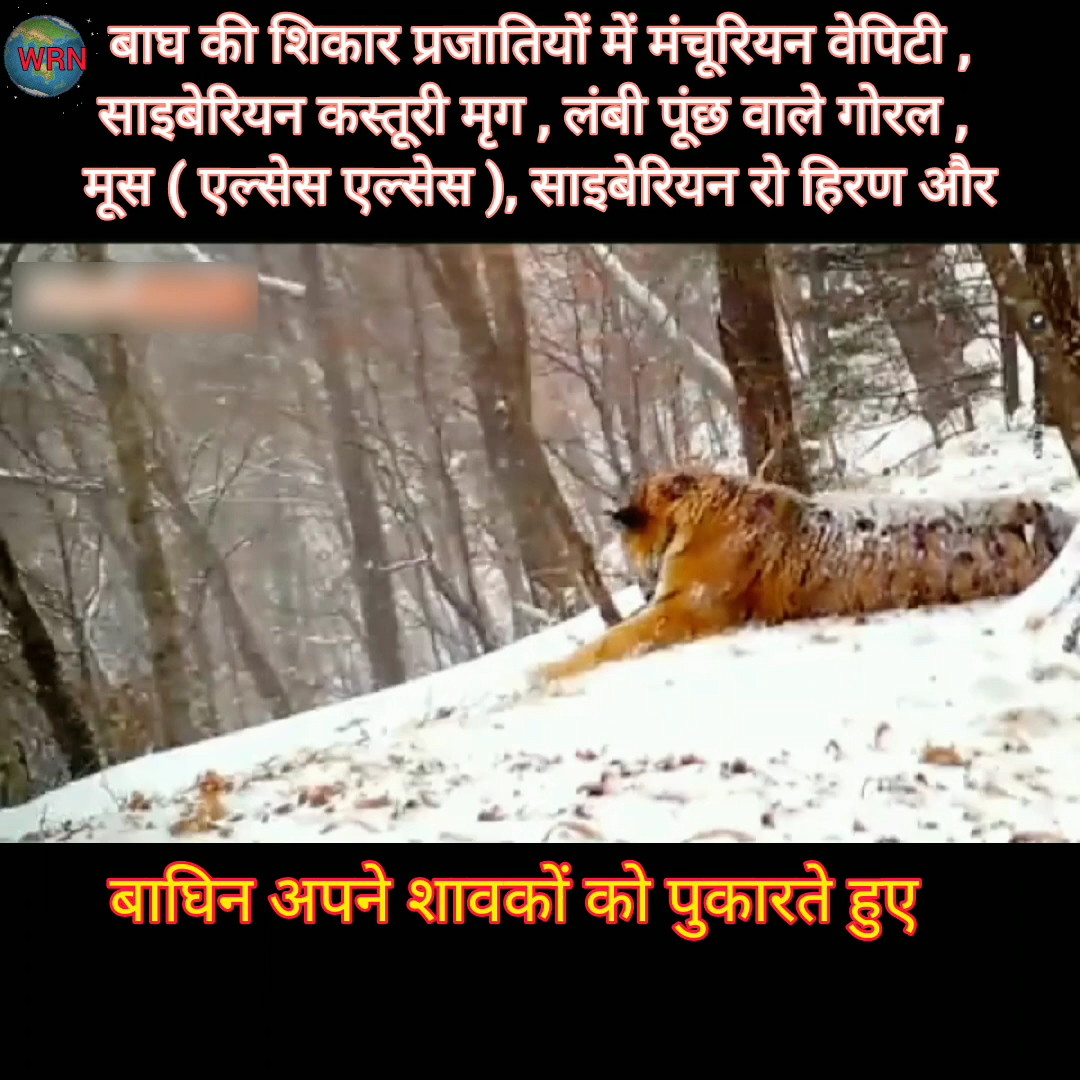 WRN
बाघ की शिकार प्रजातियों में मंचूरियन वेपिटी ,
साइबेरियन कस्तूरी मृग , लंबी पूंछ वाले गोरल ,
मूस ( एल्सेस एल्सेस ), साइबेरियन रो हिरण और
बाघिन अपने शावकों को पुकारते हुए